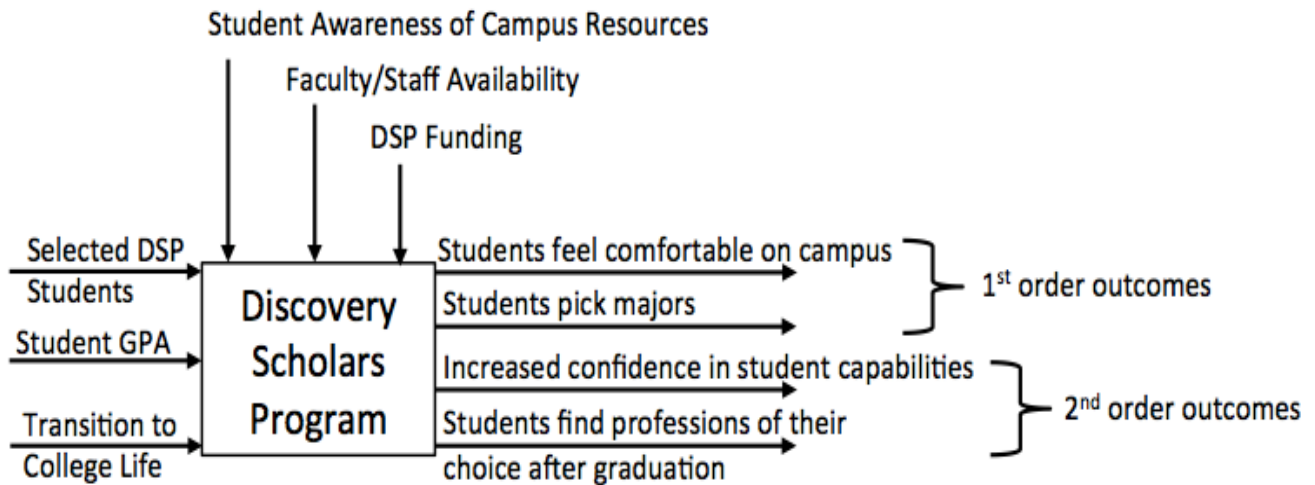 Student Awareness of Campus Resources
Faculty/Staff Availability
DSP Funding
Selected DSP
Students
Student GPA
Transition to
College Life
Discovery
Scholars
Program
Students feel comfortable on campus
Students pick majors
Increased confidence in student capabilities
Students find professions of their
choice after graduation
1st order outcomes
2nd order outcomes